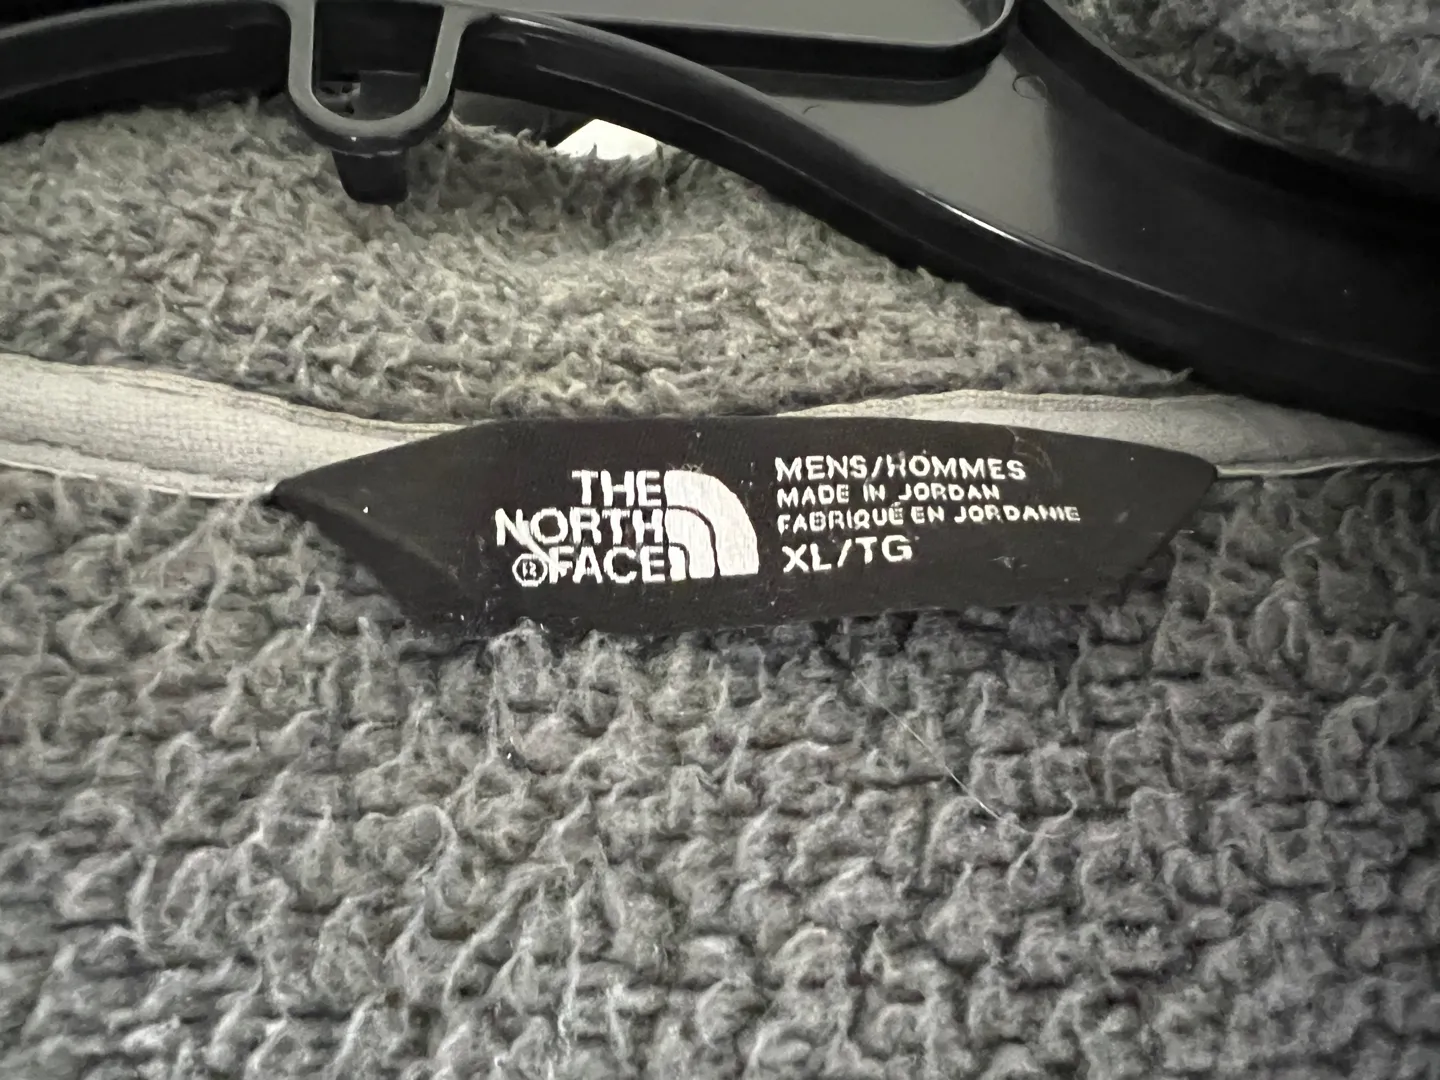 THE
NORTH
®FACE
MENS/HOMMES
MADE IN JORDAN
FABRIQUÉ EN JORDANIE
XL/TG